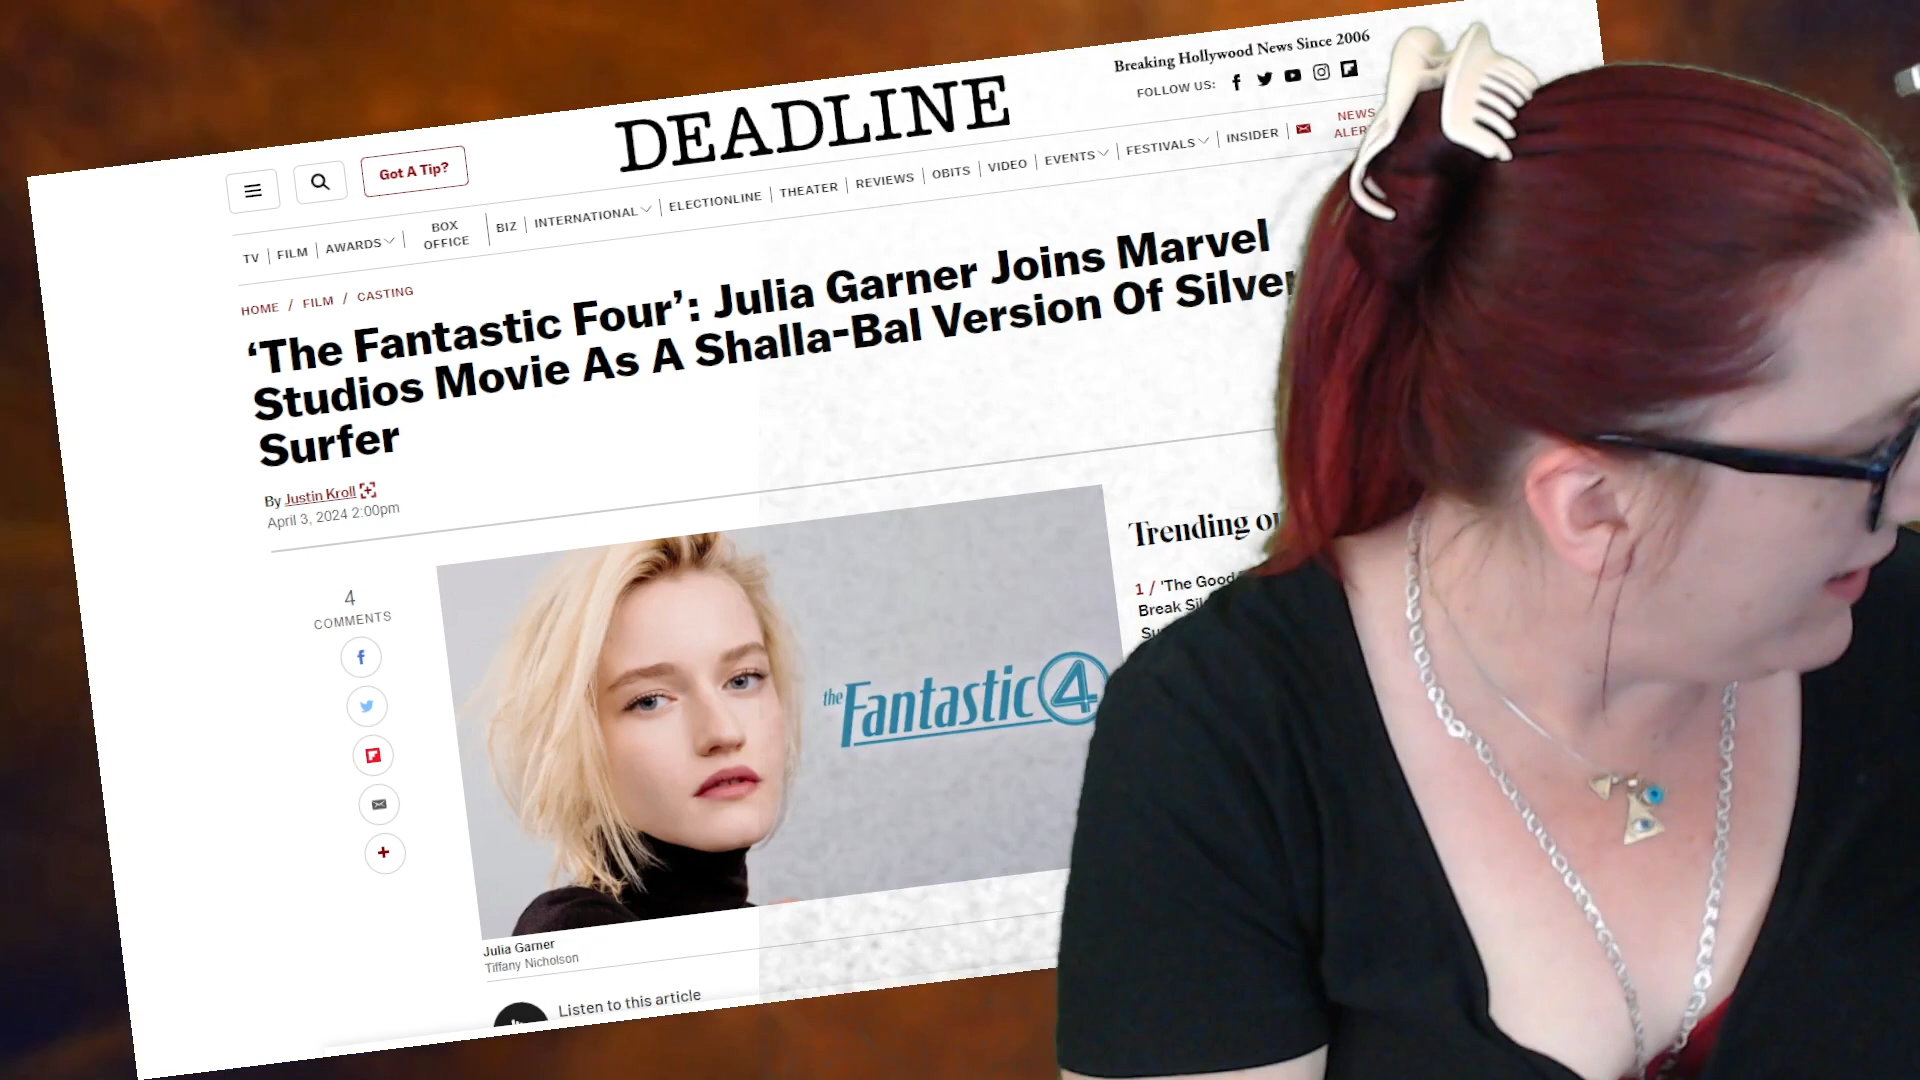 Breaking Hollywood News Since 2006
FOLLOW US:
DEADLINE
Got A Tip?
TV | FILM | AWARDS | BOX OFFICE | BIZ | INTERNATIONAL | ELECTIONLINE | THEATER | REVIEWS | OBITS | VIDEO | EVENTS | FESTIVALS | INSIDER | NEWS
HOME / FILM / CASTING
‘The Fantastic Four’: Julia Garner Joins Marvel
Studios Movie As A Shalla-Bal Version Of Silver
Surfer
By Justin Kroll
April 3, 2024 2:00pm
4
COMMENTS
the Fantastic 4
Trending
1 / 'The Good
Break
Julia Garner
Tiffany Nicholson
Listen to this article